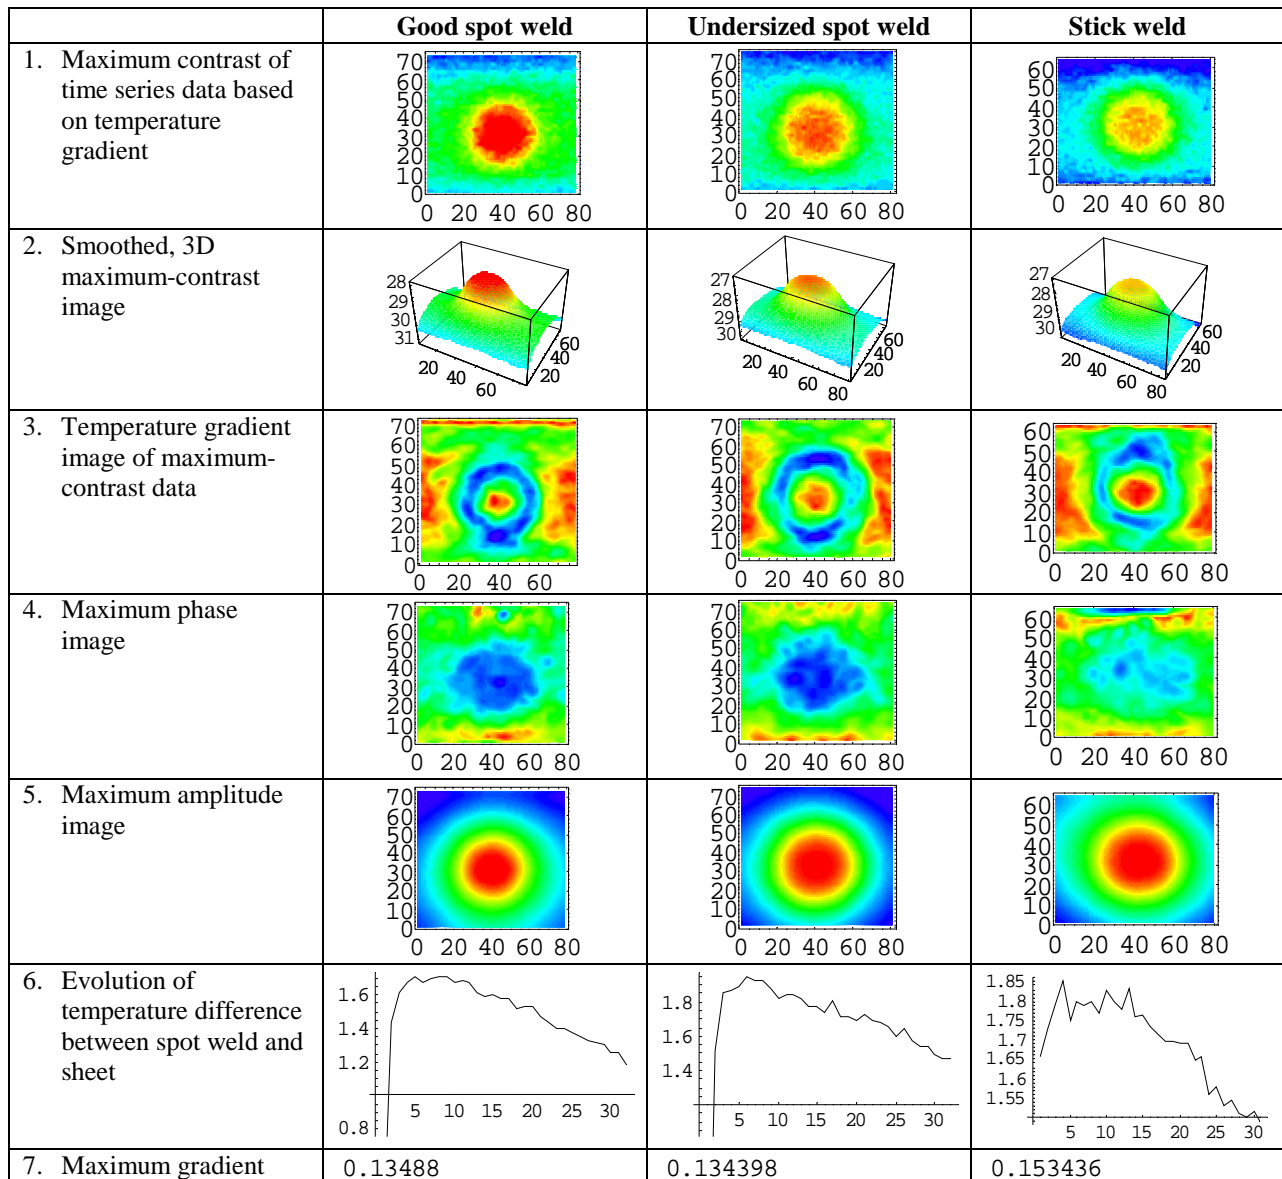 Good spot weld Undersized spot weld Stick weld
1. Maximum contrast of time series data based on temperature gradient
70 60 50 40 30 20 10 0
0 20 40 60 80
70 60 50 40 30 20 10 0
0 20 40 60 80
60 50 40 30 20 10 0
0 20 40 60 80
2. Smoothed, 3D maximum-contrast image
28 29 30 31
20 40 60
20 40 60
27 28 29 30
20 40 60 80
20 40 60
27 28 29 30
20 40 60 80
20 40 60
3. Temperature gradient image of maximum-contrast data
70 60 50 40 30 20 10 0
0 20 40 60
70 60 50 40 30 20 10 0
0 20 40 60 80
60 50 40 30 20 10 0
0 20 40 60 80
4. Maximum phase image
70 60 50 40 30 20 10 0
0 20 40 60 80
70 60 50 40 30 20 10 0
0 20 40 60 80
60 50 40 30 20 10 0
0 20 40 60 80
5. Maximum amplitude image
70 60 50 40 30 20 10 0
0 20 40 60 80
70 60 50 40 30 20 10 0
0 20 40 60 80
60 50 40 30 20 10 0
0 20 40 60 80
6. Evolution of temperature difference between spot weld and sheet
1.6 1.4 1.2 0.8
5 10 15 20 25 30
1.8 1.6 1.4
5 10 15 20 25 30
1.85 1.8 1.75 1.7 1.65 1.6 1.55
5 10 15 20 25 30
7. Maximum gradient 0.13488 0.134398 0.153436